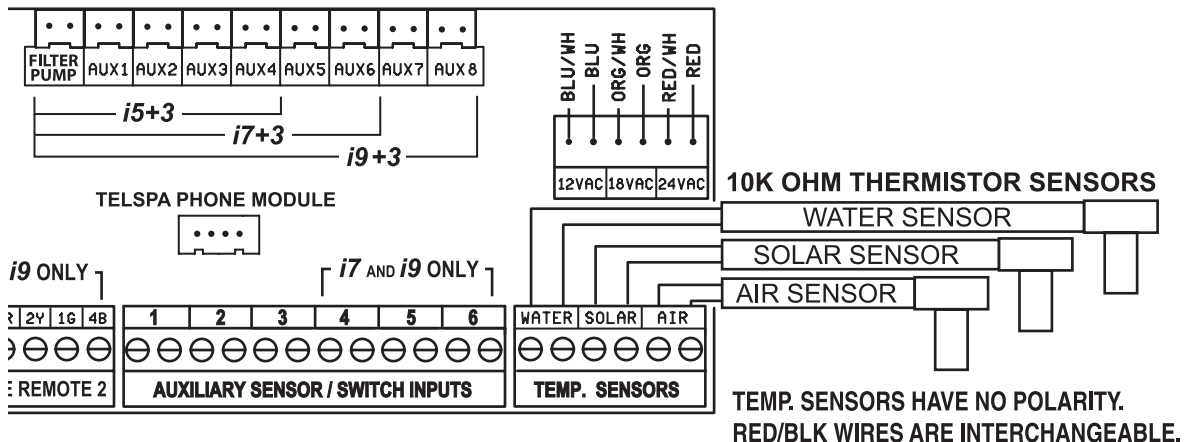 FILTER PUMP AUX1 AUX2 AUX3 AUX4 AUX5 AUX6 AUX7 AUX8
i5+3
i7+3
i9+3
BLU/WH BLU ORG/WH ORG RED/WH RED
12VAC 18VAC 24VAC
TELSPA PHONE MODULE
10K OHM THERMISTOR SENSORS
WATER SENSOR
SOLAR SENSOR
AIR SENSOR
i9 ONLY
i7 AND i9 ONLY
2Y 1G 4B
1 2 3 4 5 6
WATER SOLAR AIR
REMOTE 2
AUXILIARY SENSOR / SWITCH INPUTS
TEMP. SENSORS
TEMP. SENSORS HAVE NO POLARITY.
RED/BLK WIRES ARE INTERCHANGEABLE.